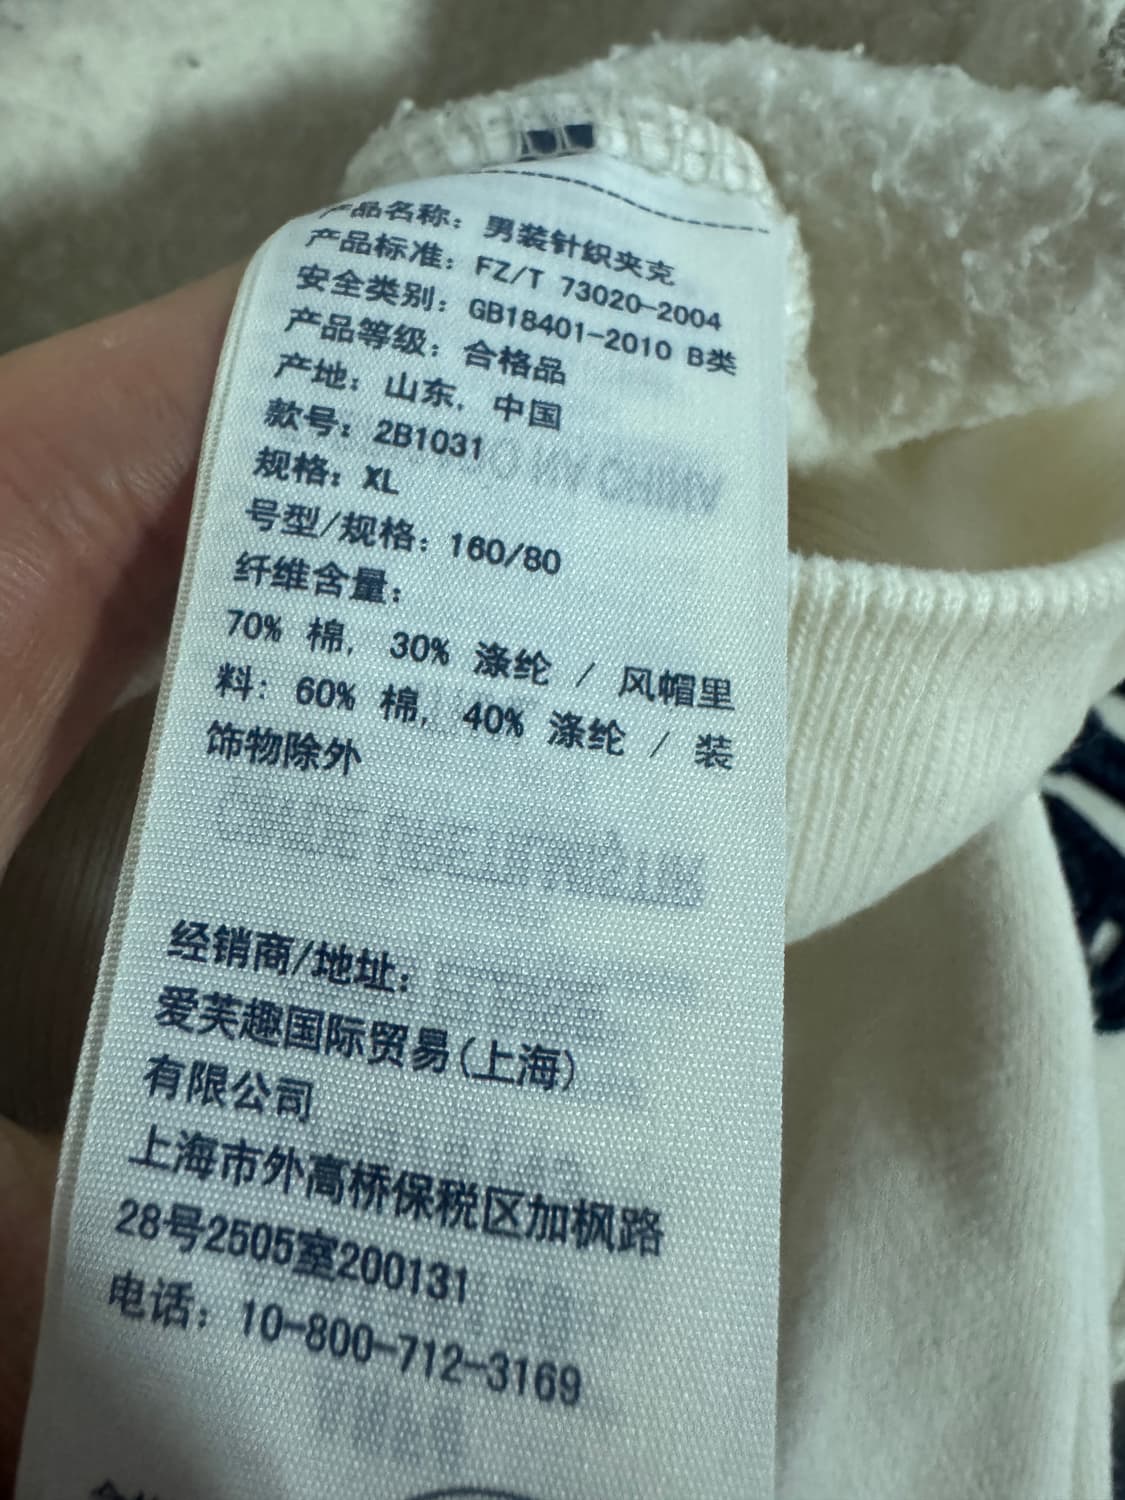 产品名称：男装针织夹克
产品标准：FZ/T 73020-2004
安全类别：GB18401-2010 B类
产品等级：合格品
产地：山东，中国
款号：2B1031
规格：XL
号型/规格：160/80
纤维含量：
70% 棉，30% 涤纶 / 风帽里
料：60% 棉，40% 涤纶 / 装
饰物除外
经销商/地址：
爱芙趣国际贸易(上海)
有限公司
上海市外高桥保税区加枫路
28号2505室200131
电话：10-800-712-3169